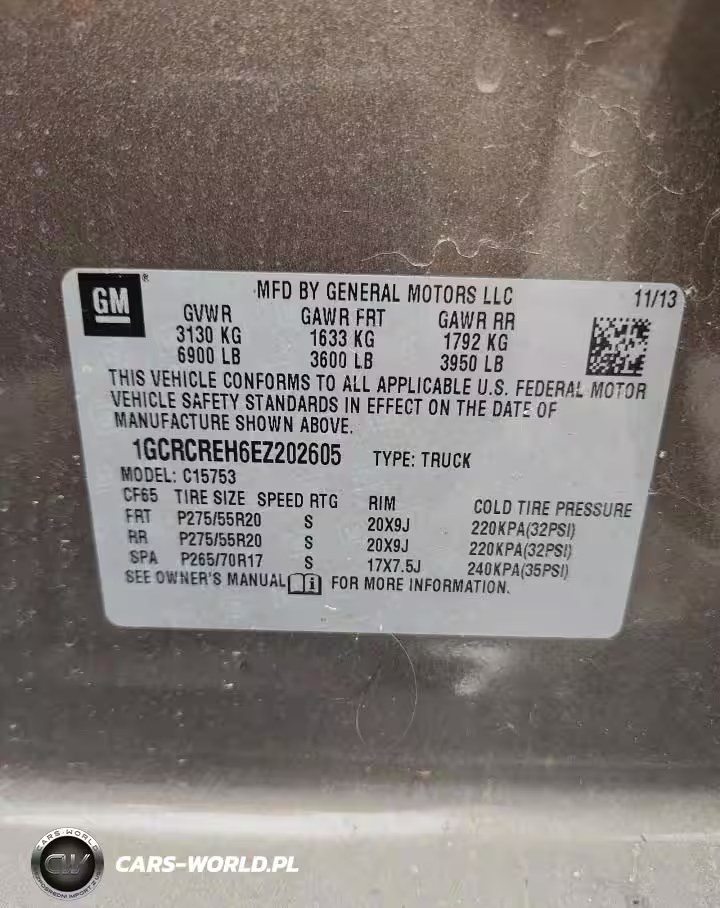 GM® MFD BY GENERAL MOTORS LLC 11/13
GVWR GAWR FRT GAWR RR
3130 KG 1633 KG 1792 KG
6900 LB 3600 LB 3950 LB
THIS VEHICLE CONFORMS TO ALL APPLICABLE U.S. FEDERAL MOTOR
VEHICLE SAFETY STANDARDS IN EFFECT ON THE DATE OF
MANUFACTURE SHOWN ABOVE.
1GCRCREH6EZ202605 TYPE: TRUCK
MODEL: C15753
CF65 TIRE SIZE SPEED RTG RIM COLD TIRE PRESSURE
FRT P275/55R20 S 20X9J 220KPA(32PSI)
RR P275/55R20 S 20X9J 220KPA(32PSI)
SPA P265/70R17 S 17X7.5J 240KPA(35PSI)
SEE OWNER'S MANUAL FOR MORE INFORMATION.
CARS-WORLD
CW
CARS-WORLD.PL